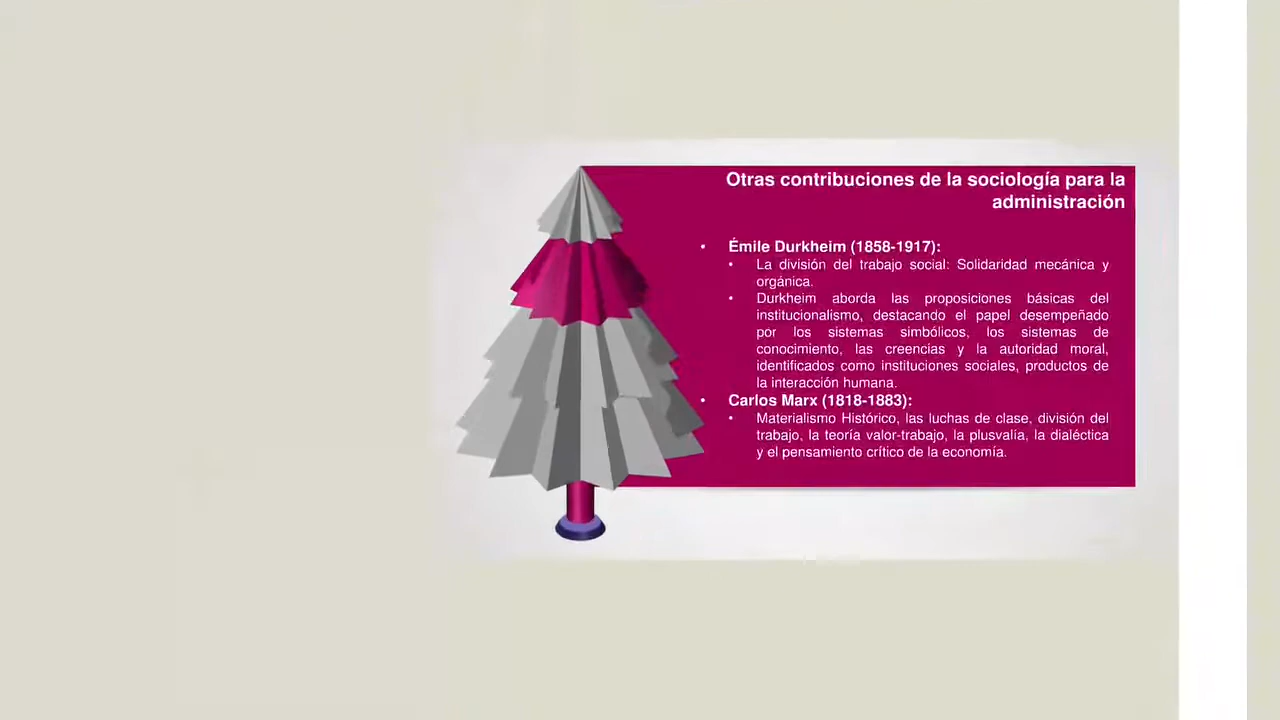 Otras contribuciones de la sociología para la
administración
• Émile Durkheim (1858-1917):
• La división del trabajo social: Solidaridad mecánica y
orgánica.
• Durkheim aborda las proposiciones básicas del
institucionalismo, destacando el papel desempeñado
por los sistemas simbólicos, los sistemas de
conocimiento, las creencias y la autoridad moral,
identificados como instituciones sociales, productos de
la interacción humana.
• Carlos Marx (1818-1883):
• Materialismo Histórico, las luchas de clase, división del
trabajo, la teoría valor-trabajo, la plusvalía, la dialéctica
y el pensamiento crítico de la economía.